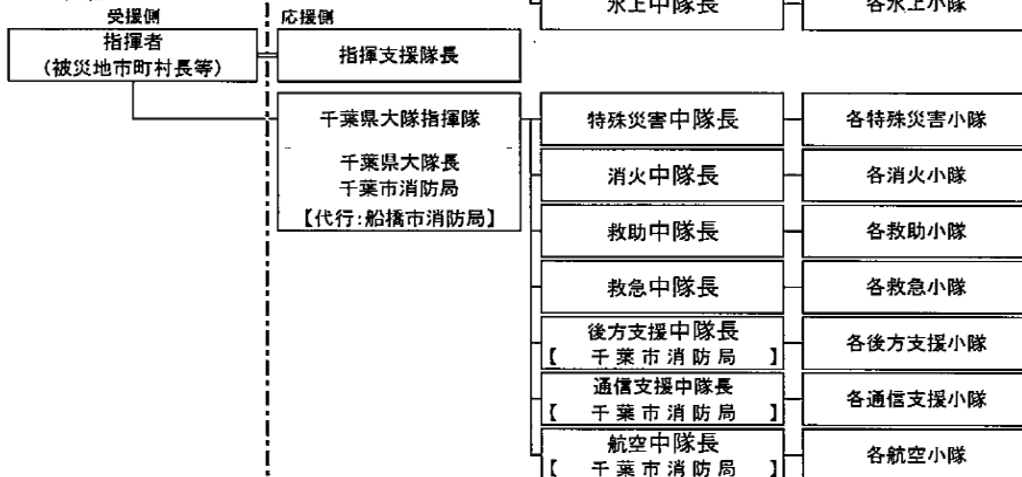 水上中隊長
各水上小隊
受援側
応援側
指揮者
(被災地市町村長等)
指揮支援隊長
千葉県大隊指揮隊
千葉県大隊長
千葉市消防局
【代行:船橋市消防局】
特殊災害中隊長
各特殊災害小隊
消火中隊長
各消火小隊
救助中隊長
各救助小隊
救急中隊長
各救急小隊
後方支援中隊長
【 千葉市消防局 】
各後方支援小隊
通信支援中隊長
【 千葉市消防局 】
各通信支援小隊
航空中隊長
【 千葉市消防局 】
各航空小隊